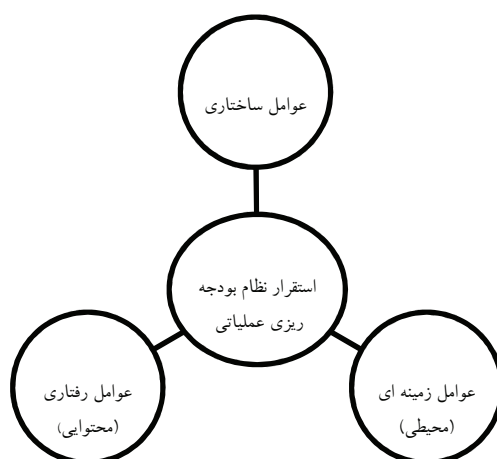 عوامل ساختاری
استقرار نظام بودجه
ریزی عملیاتی
عوامل زمینه ای
(محیطی)
عوامل رفتاری
(محتوایی)